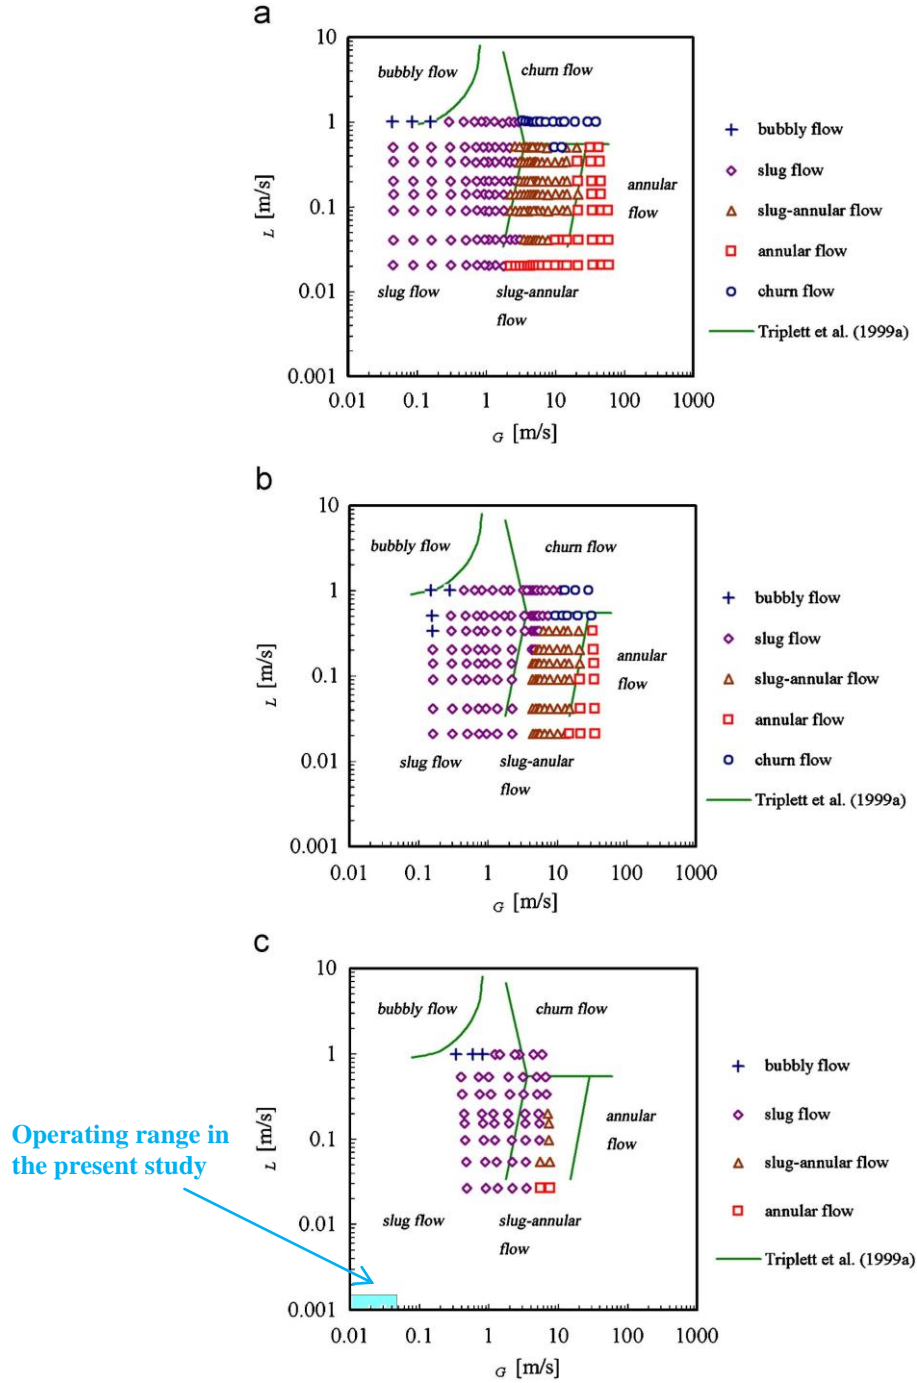 a
10
1
0.1
0.01
0.001
L [m/s]
bubbly flow
churn flow
annular
flow
slug flow
slug-annular
flow
0.01 0.1 1 10 100 1000
G [m/s]
bubbly flow
slug flow
slug-annular flow
annular flow
churn flow
Triplett et al. (1999a)
b
10
1
0.1
0.01
0.001
L [m/s]
bubbly flow
churn flow
annular
flow
slug flow
slug-anular
flow
0.01 0.1 1 10 100 1000
G [m/s]
bubbly flow
slug flow
slug-annular flow
annular flow
churn flow
Triplett et al. (1999a)
c
10
1
0.1
0.01
0.001
L [m/s]
bubbly flow
churn flow
annular
flow
slug flow
slug-annular
flow
0.01 0.1 1 10 100 1000
G [m/s]
bubbly flow
slug flow
slug-annular flow
annular flow
Triplett et al. (1999a)
Operating range in
the present study